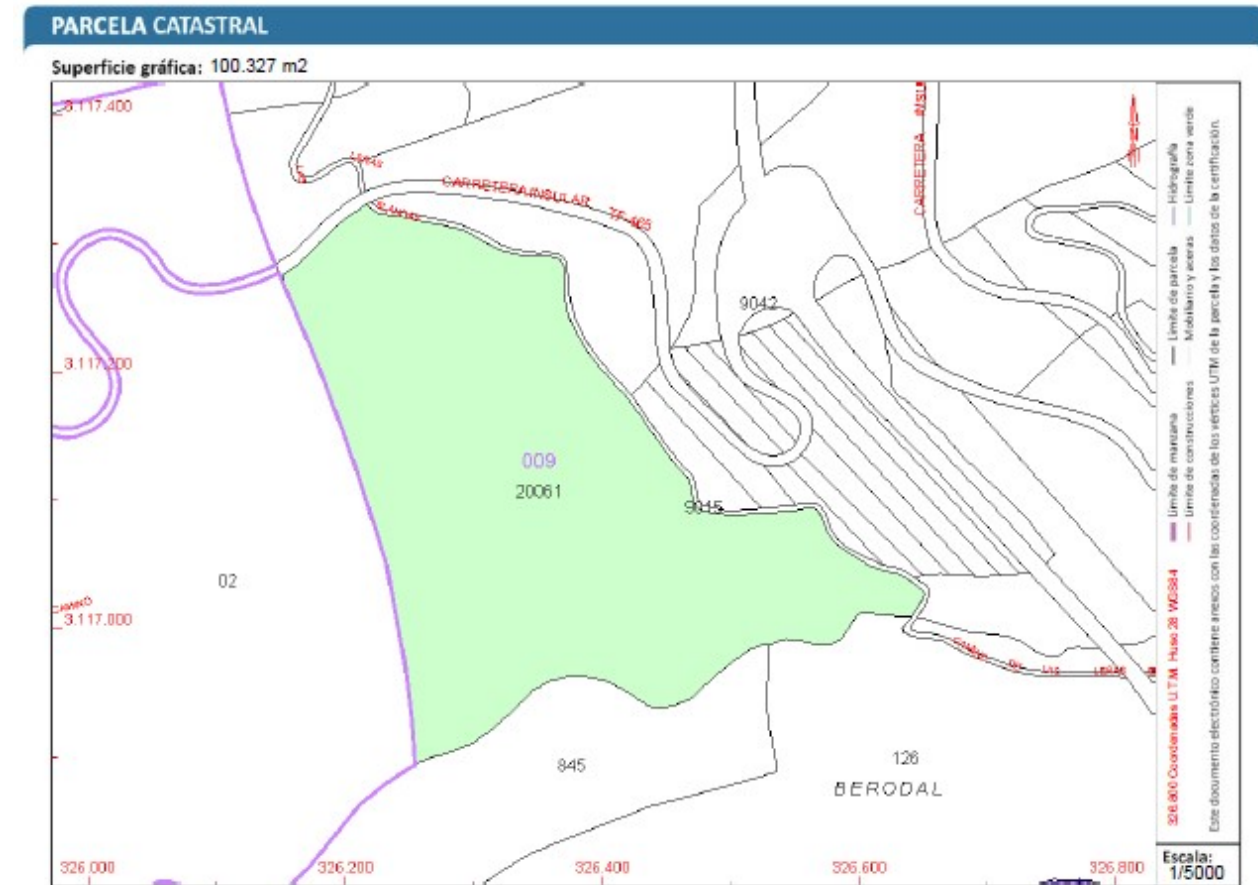 PARCELA CATASTRAL
Superficie gráfica: 100.327 m2
3.117.400
CARRETERA INSULAR TF-465
BLANCAS
CARRETERA INSU
9042
3.117.200
009
20061
9015
02
CAMINO
3.117.000
845
126
BERODAL
326.000
326.200
326.400
326.600
326.800
326.800 Coordenadas U.T.M. Huso 28 WGS84
Límite de manzana
Límite de parcela
Hidrografía
Límite de construcciones
Mobiliario y aceras
Límite zona verde
Este documento electrónico contiene anexos con las coordenadas de los vértices UTM de la parcela y los datos de la certificación.
Escala:
1/5000